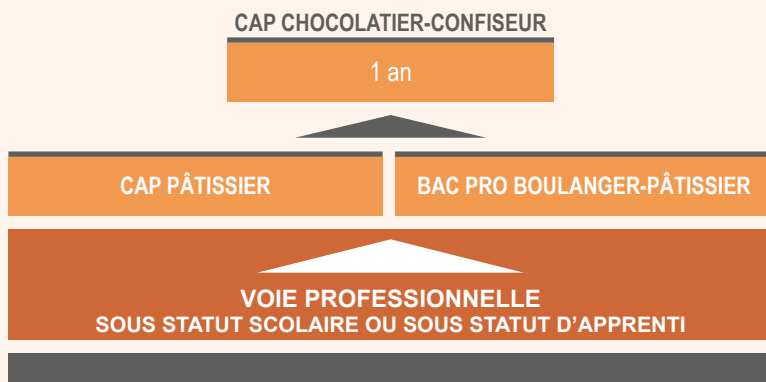 CAP CHOCOLATIER-CONFISEUR
1 an
CAP PÂTISSIER
BAC PRO BOULANGER-PÂTISSIER
VOIE PROFESSIONNELLE
SOUS STATUT SCOLAIRE OU SOUS STATUT D’APPRENTI